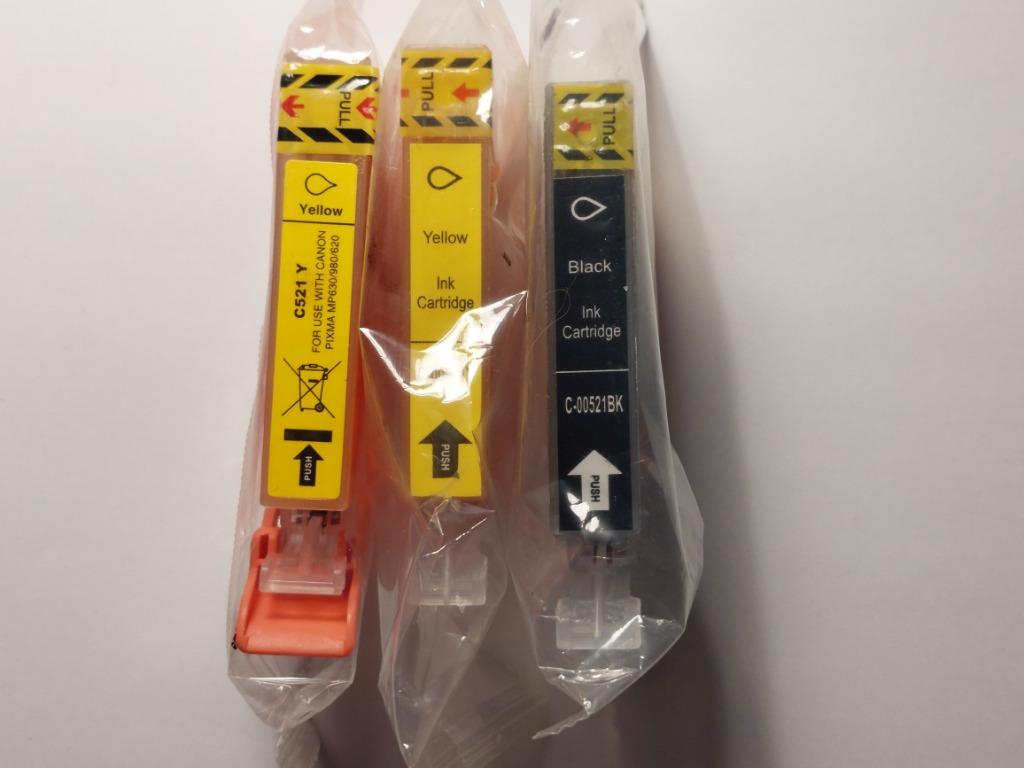 PULL
Yellow
C521 Y
FOR USE WITH CANON
PIXMA MP630/980/620
PUSH
PULL
Yellow
Ink
Cartridge
PUSH
PULL
Black
Ink
Cartridge
C-00521BK
PUSH